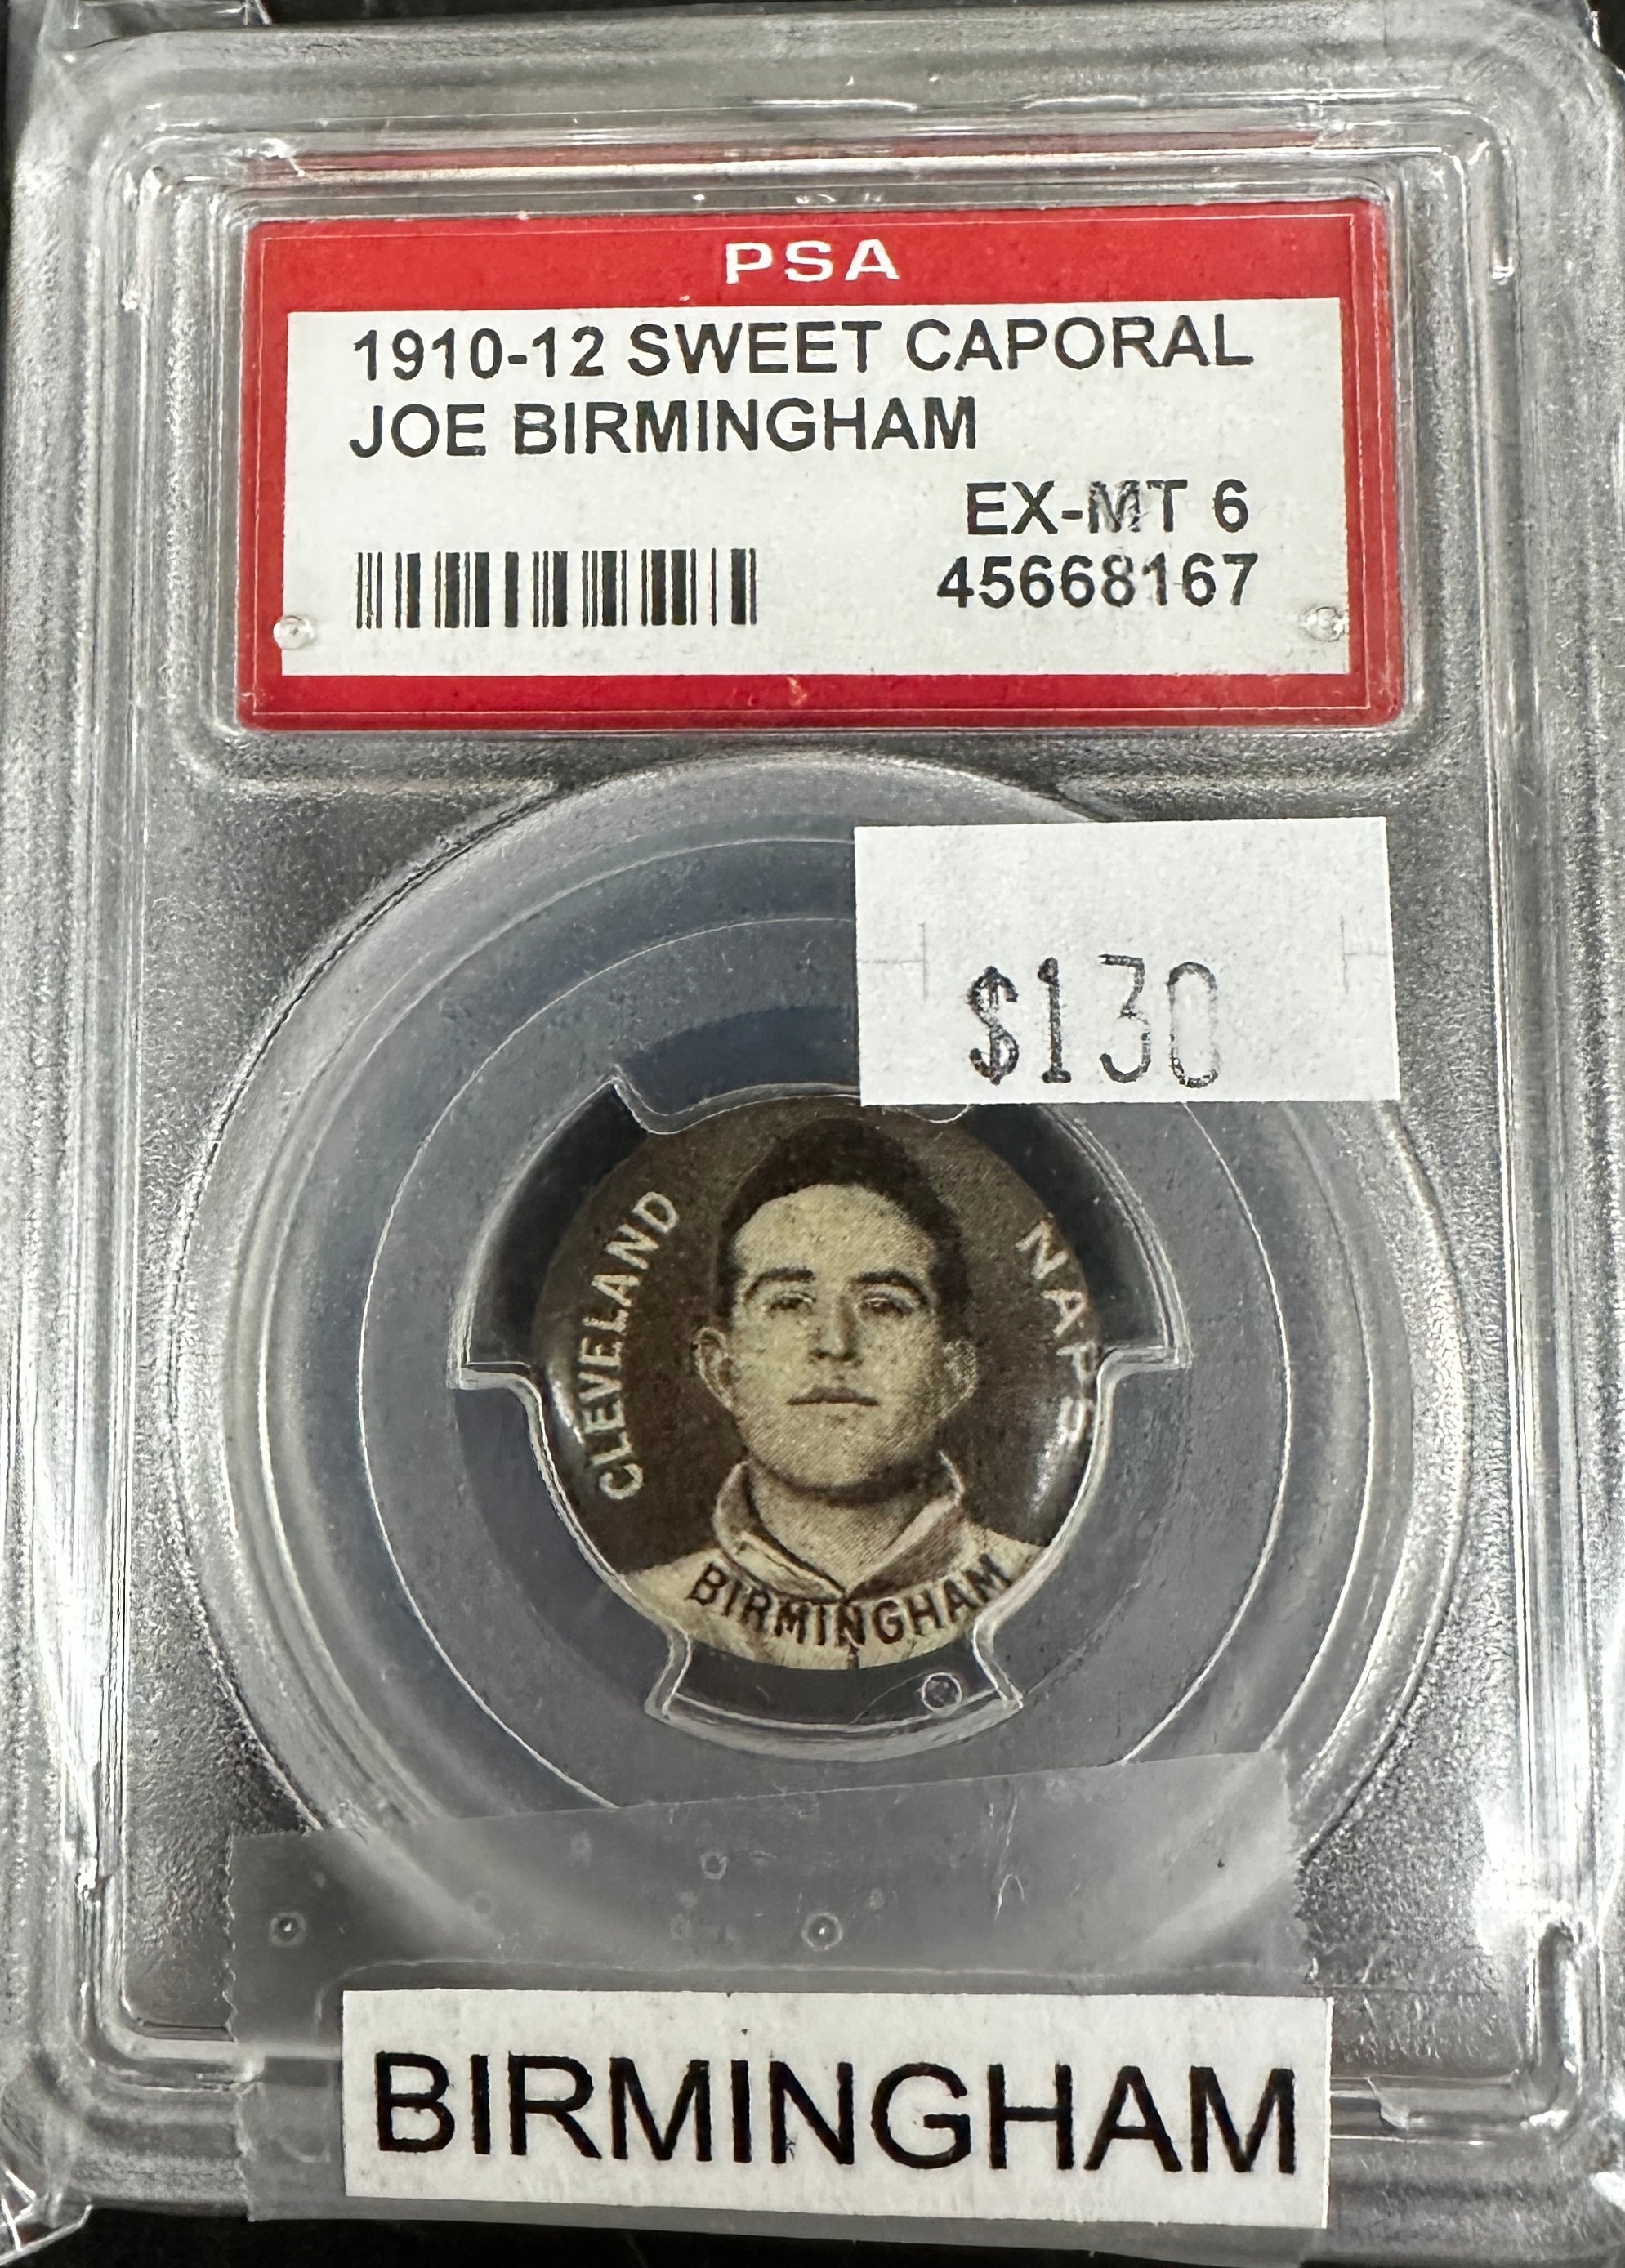 PSA
1910-12 SWEET CAPORAL
JOE BIRMINGHAM
EX-MT 6
45668167
$130
CLEVELAND
NAPS
BIRMINGHAM
BIRMINGHAM